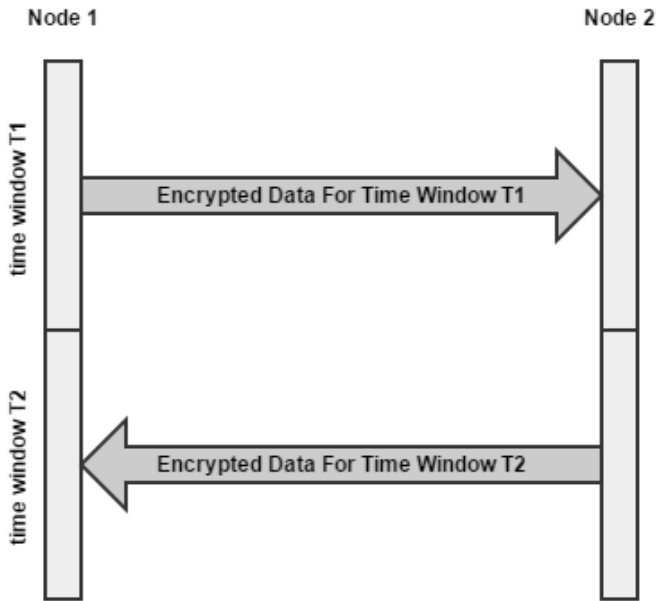 Node 1
Node 2
time window T1
Encrypted Data For Time Window T1
time window T2
Encrypted Data For Time Window T2